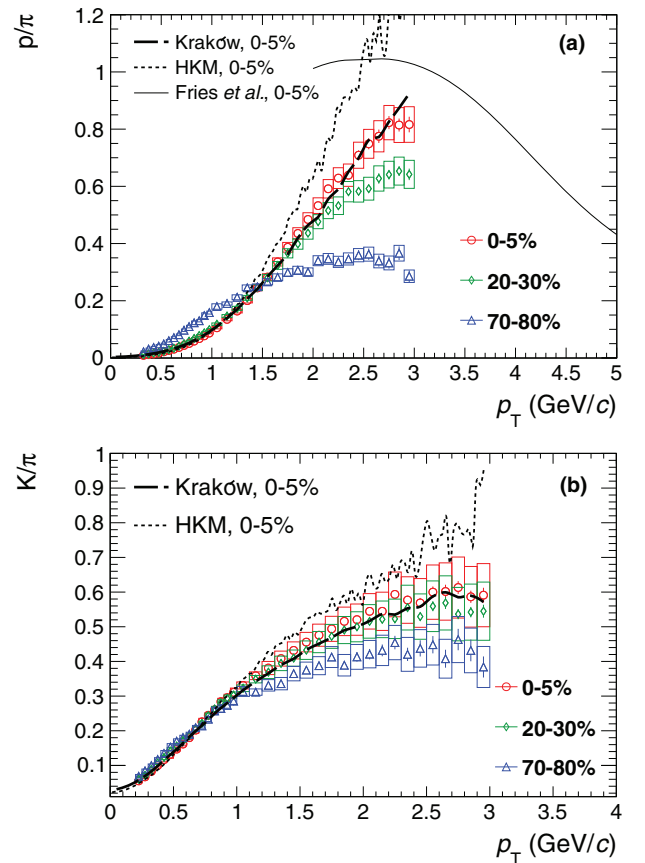 p/π
1.2
1
0.8
0.6
0.4
0.2
0
Kraków, 0-5%
HKM, 0-5%
Fries et al., 0-5%
(a)
0-5%
20-30%
70-80%
0 0.5 1 1.5 2 2.5 3 3.5 4 4.5 5
p_T (GeV/c)
K/π
1
0.9
0.8
0.7
0.6
0.5
0.4
0.3
0.2
0.1
Kraków, 0-5%
HKM, 0-5%
(b)
0-5%
20-30%
70-80%
0 0.5 1 1.5 2 2.5 3 3.5 4
p_T (GeV/c)